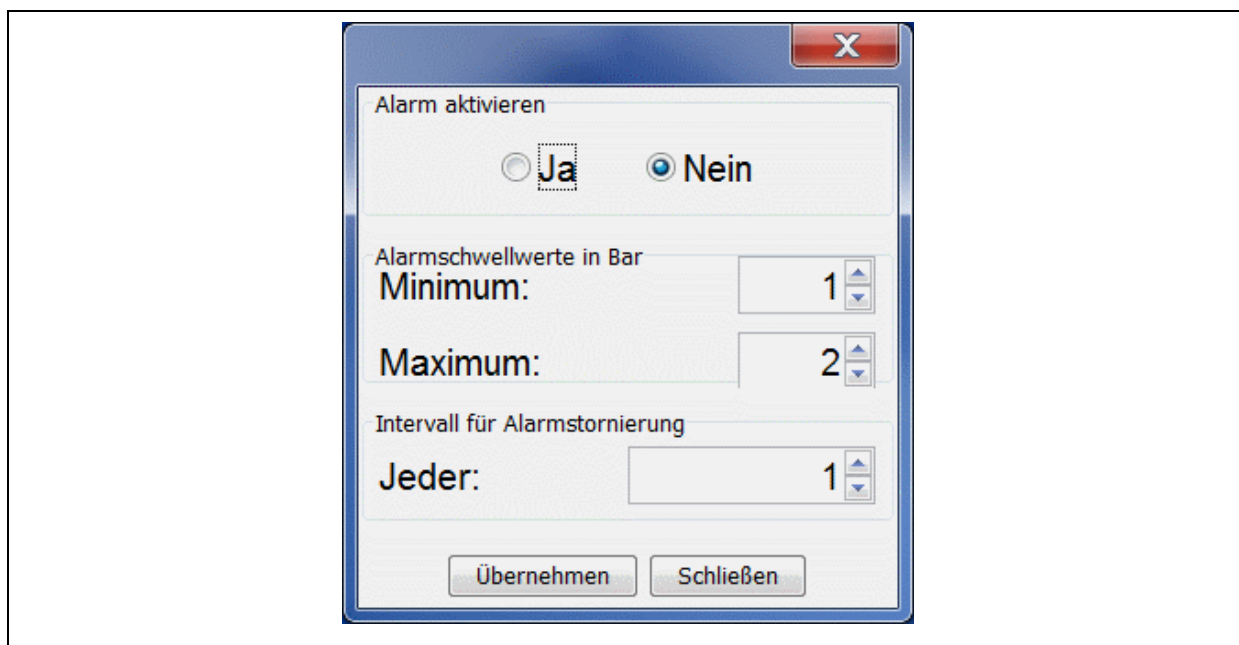 Alarm aktivieren
Ja Nein
Alarmschwellwerte in Bar
Minimum: 1
Maximum: 2
Intervall für Alarmstornierung
Jeder: 1
Übernehmen Schließen